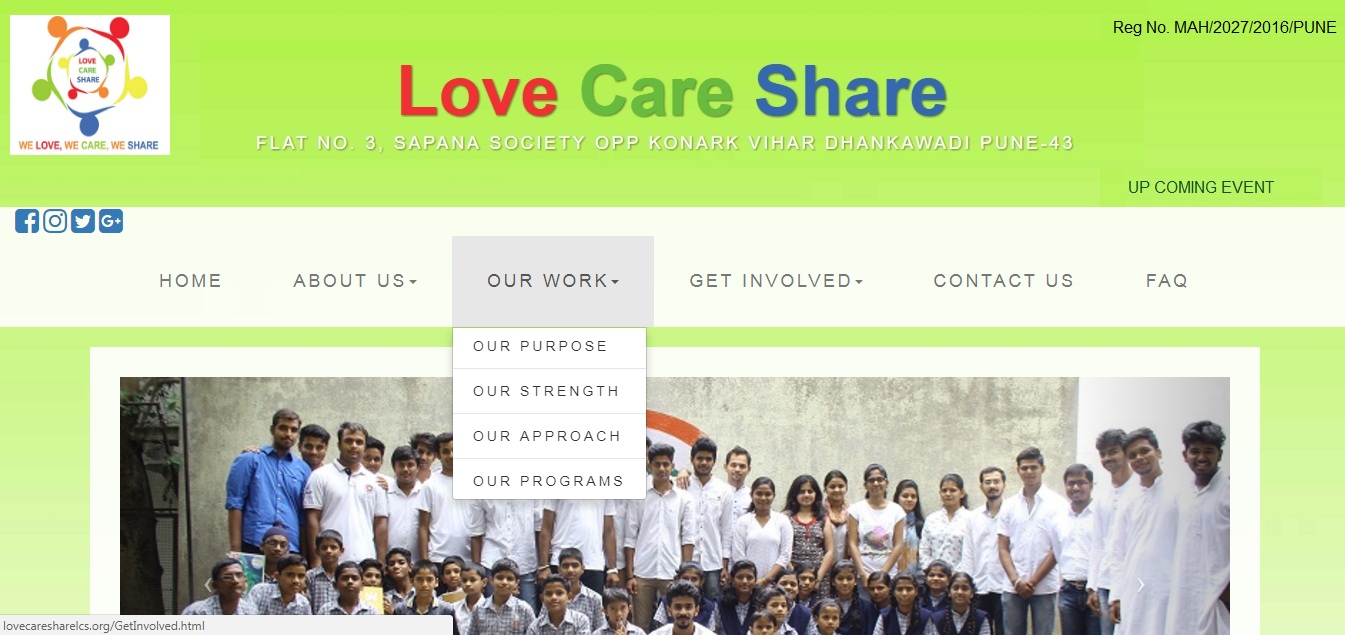 LOVE
CARE
SHARE
WE LOVE, WE CARE, WE SHARE
Reg No. MAH/2027/2016/PUNE
Love Care Share
FLAT NO. 3, SAPANA SOCIETY OPP KONARK VIHAR DHANKAWADI PUNE-43
UP COMING EVENT
HOME ABOUT US OUR WORK GET INVOLVED CONTACT US FAQ
OUR PURPOSE
OUR STRENGTH
OUR APPROACH
OUR PROGRAMS
lovecaresharelcs.org/GetInvolved.html